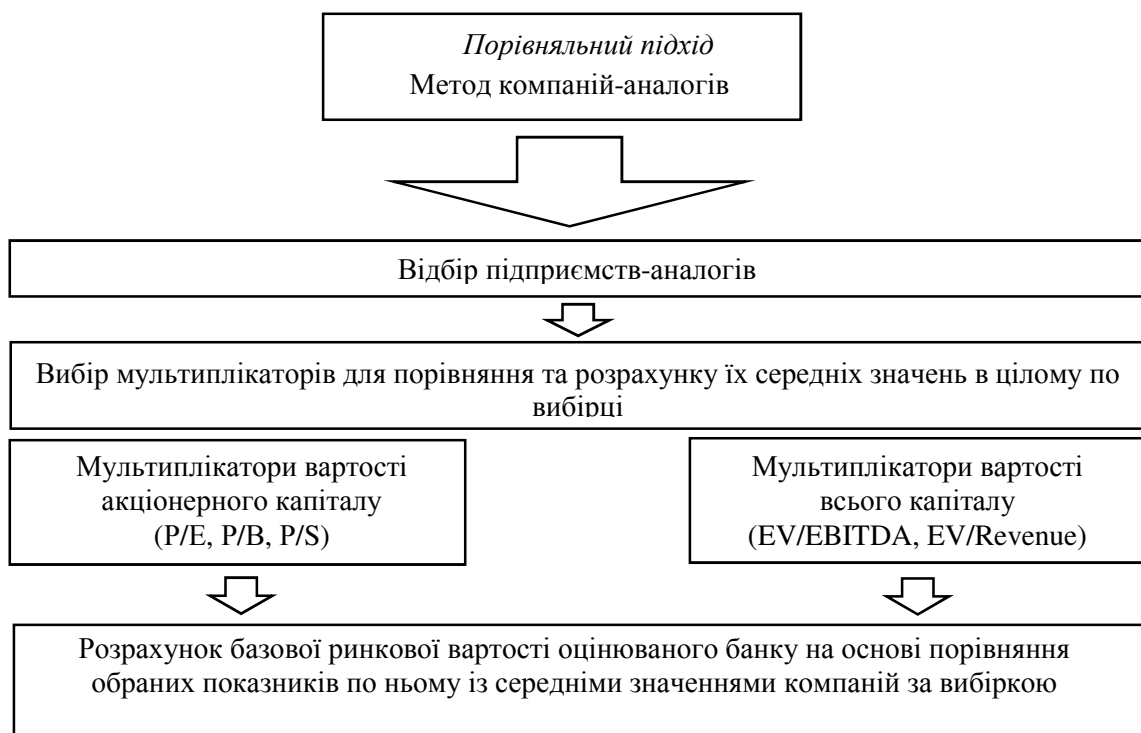 Порівняльний підхід
Метод компаній-аналогів
Відбір підприємств-аналогів
Вибір мультиплікаторів для порівняння та розрахунку їх середніх значень в цілому по
вибірці
Мультиплікатори вартості
акціонерного капіталу
(P/E, P/B, P/S)
Мультиплікатори вартості
всього капіталу
(EV/EBITDA, EV/Revenue)
Розрахунок базової ринкової вартості оцінюваного банку на основі порівняння
обраних показників по ньому із середніми значеннями компаній за вибіркою